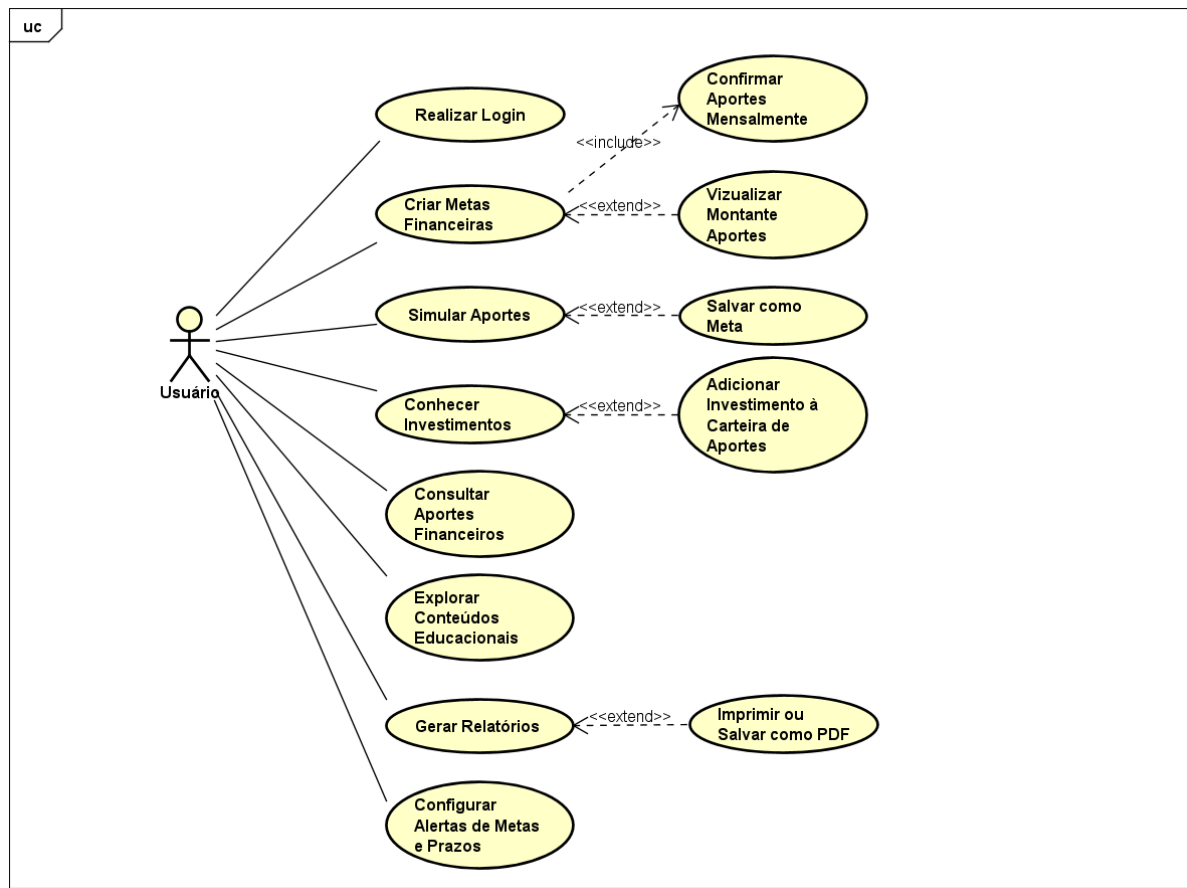 uc
Realizar Login
Confirmar
Aportes
Mensalmente
<<include>>
Criar Metas
Financeiras
<<extend>>
Vizualizar
Montante
Aportes
Simular Aportes
<<extend>>
Salvar como
Meta
Usuário
Conhecer
Investimentos
<<extend>>
Adicionar
Investimento à
Carteira de
Aportes
Consultar
Aportes
Financeiros
Explorar
Conteúdos
Educacionais
Gerar Relatórios
<<extend>>
Imprimir ou
Salvar como PDF
Configurar
Alertas de Metas
e Prazos